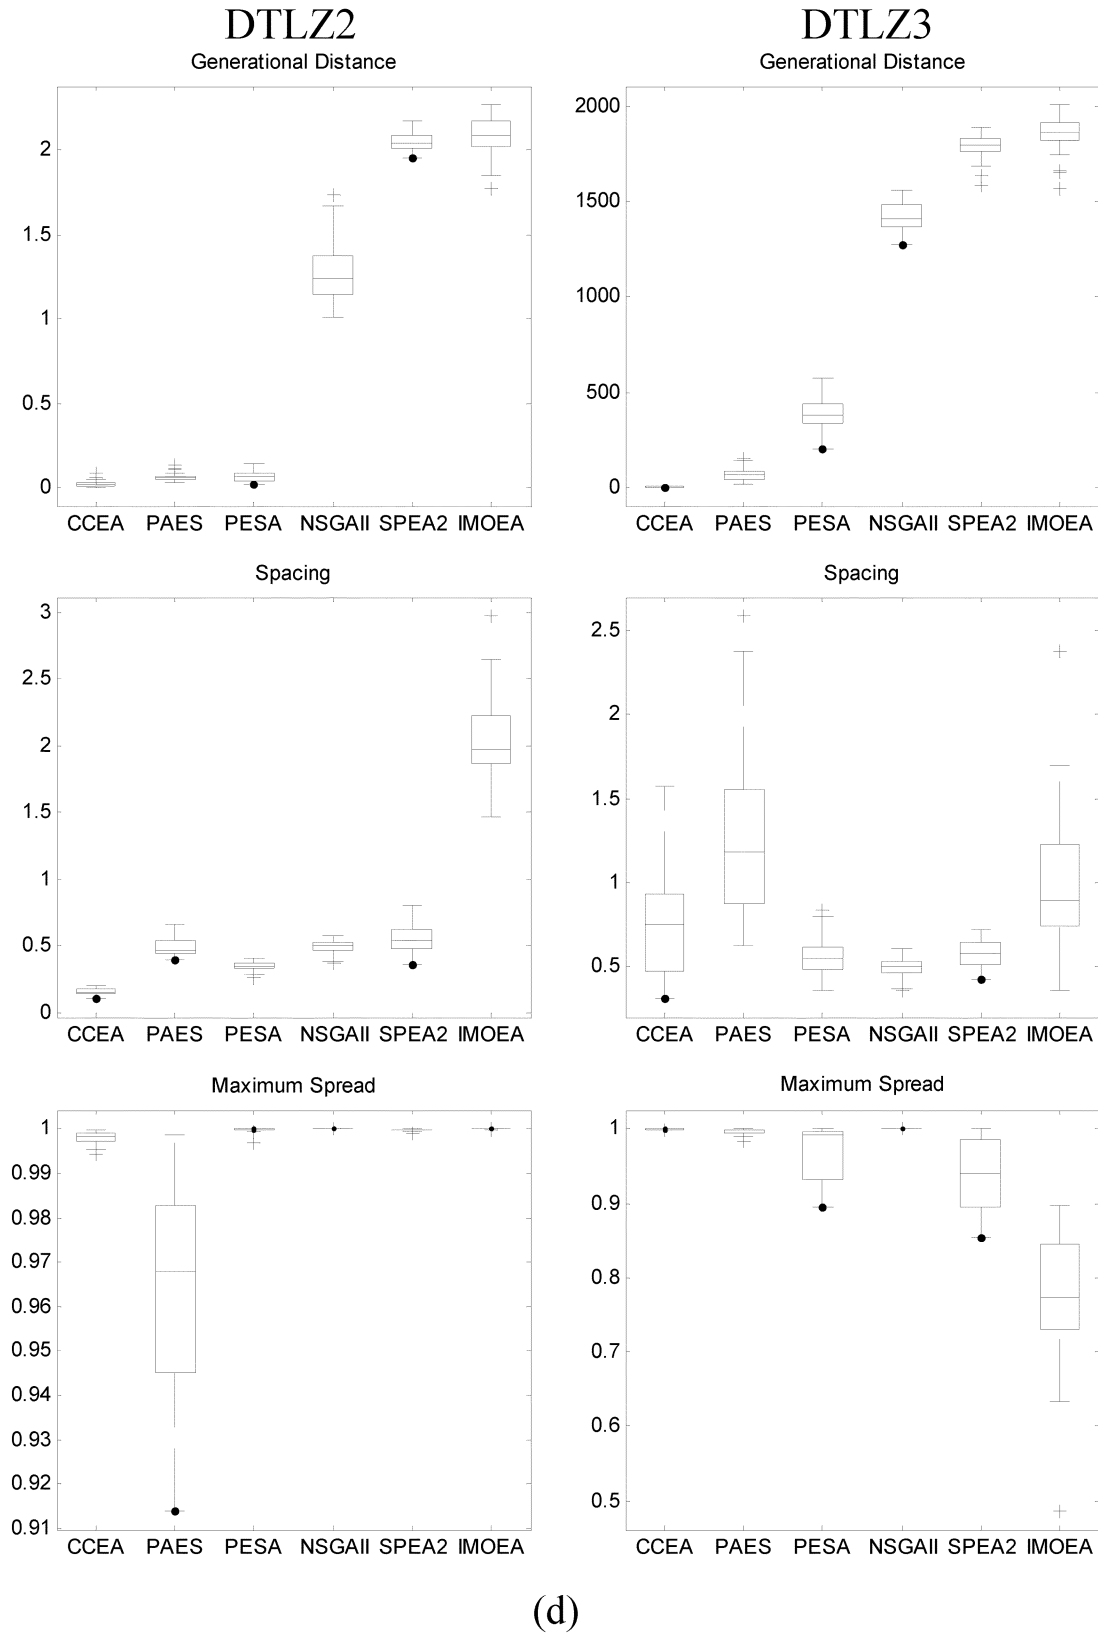 DTLZ2
Generational Distance
2
1.5
1
0.5
0
CCEA PAES PESA NSGAII SPEA2 IMOEA
Spacing
3
2.5
2
1.5
1
0.5
0
CCEA PAES PESA NSGAII SPEA2 IMOEA
Maximum Spread
1
0.99
0.98
0.97
0.96
0.95
0.94
0.93
0.92
0.91
CCEA PAES PESA NSGAII SPEA2 IMOEA
DTLZ3
Generational Distance
2000
1500
1000
500
0
CCEA PAES PESA NSGAII SPEA2 IMOEA
Spacing
2.5
2
1.5
1
0.5
CCEA PAES PESA NSGAII SPEA2 IMOEA
Maximum Spread
1
0.9
0.8
0.7
0.6
0.5
CCEA PAES PESA NSGAII SPEA2 IMOEA
(d)